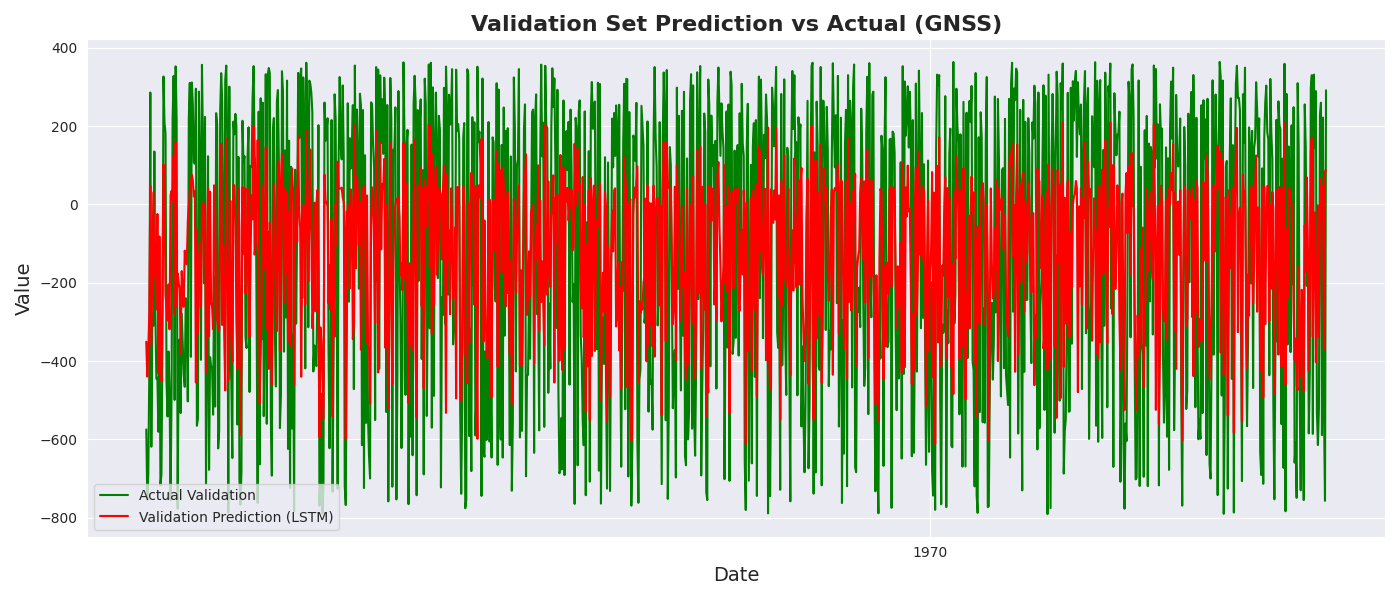 Validation Set Prediction vs Actual (GNSS)
400
200
0
−200
−400
−600
−800
Value
Actual Validation
Validation Prediction (LSTM)
1970
Date